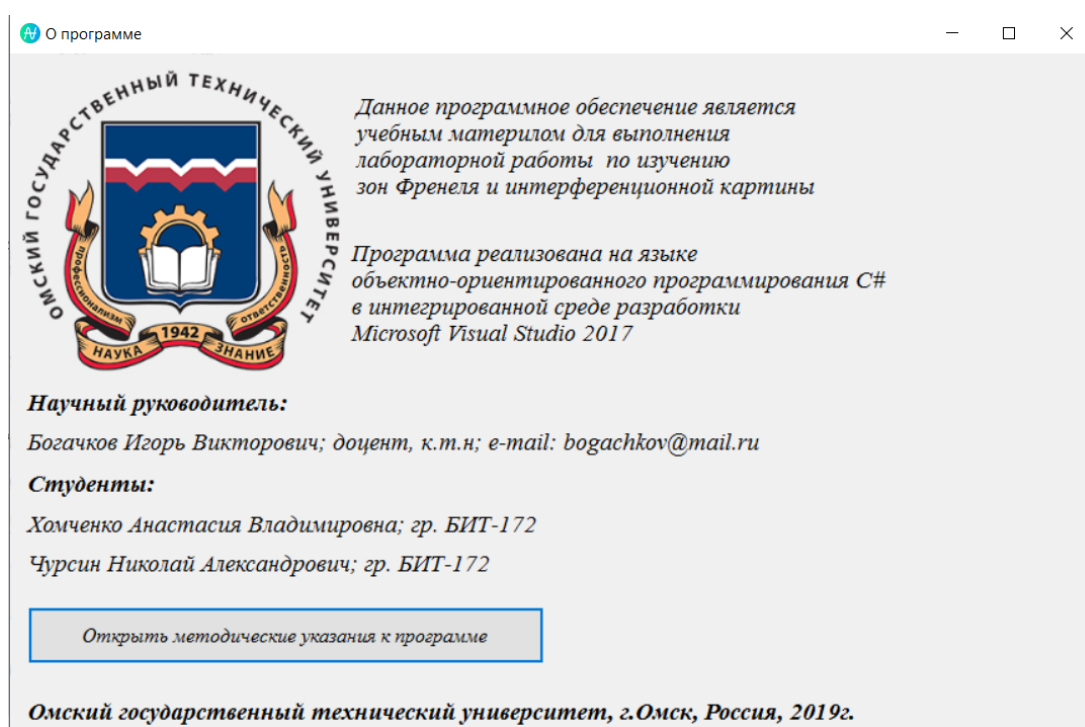 О программе
ОМСКИЙ ГОСУДАРСТВЕННЫЙ ТЕХНИЧЕСКИЙ УНИВЕРСИТЕТ
профессионализм
ответственность
1942
НАУКА
ЗНАНИЕ
Данное программное обеспечение является
учебным материлом для выполнения
лабораторной работы по изучению
зон Френеля и интерференционной картины
Программа реализована на языке
объектно-ориентированного программирования C#
в интегрированной среде разработки
Microsoft Visual Studio 2017
Научный руководитель:
Богачков Игорь Викторович; доцент, к.т.н; e-mail: bogachkov@mail.ru
Студенты:
Хомченко Анастасия Владимировна; гр. БИТ-172
Чурсин Николай Александрович; гр. БИТ-172
Открыть методические указания к программе
Омский государственный технический университет, г.Омск, Россия, 2019г.